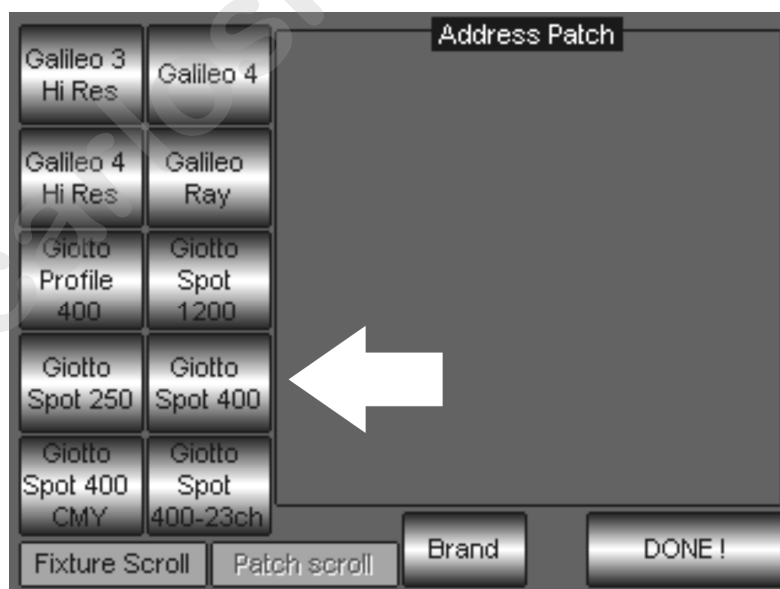 Address Patch
Galileo 3
Hi Res
Galileo 4
Galileo 4
Hi Res
Galileo
Ray
Giotto
Profile
400
Giotto
Spot
1200
Giotto
Spot 250
Giotto
Spot 400
Giotto
Spot 400
CMY
Giotto
Spot
400-23ch
Fixture Scroll
Patch scroll
Brand
DONE !
Carlos